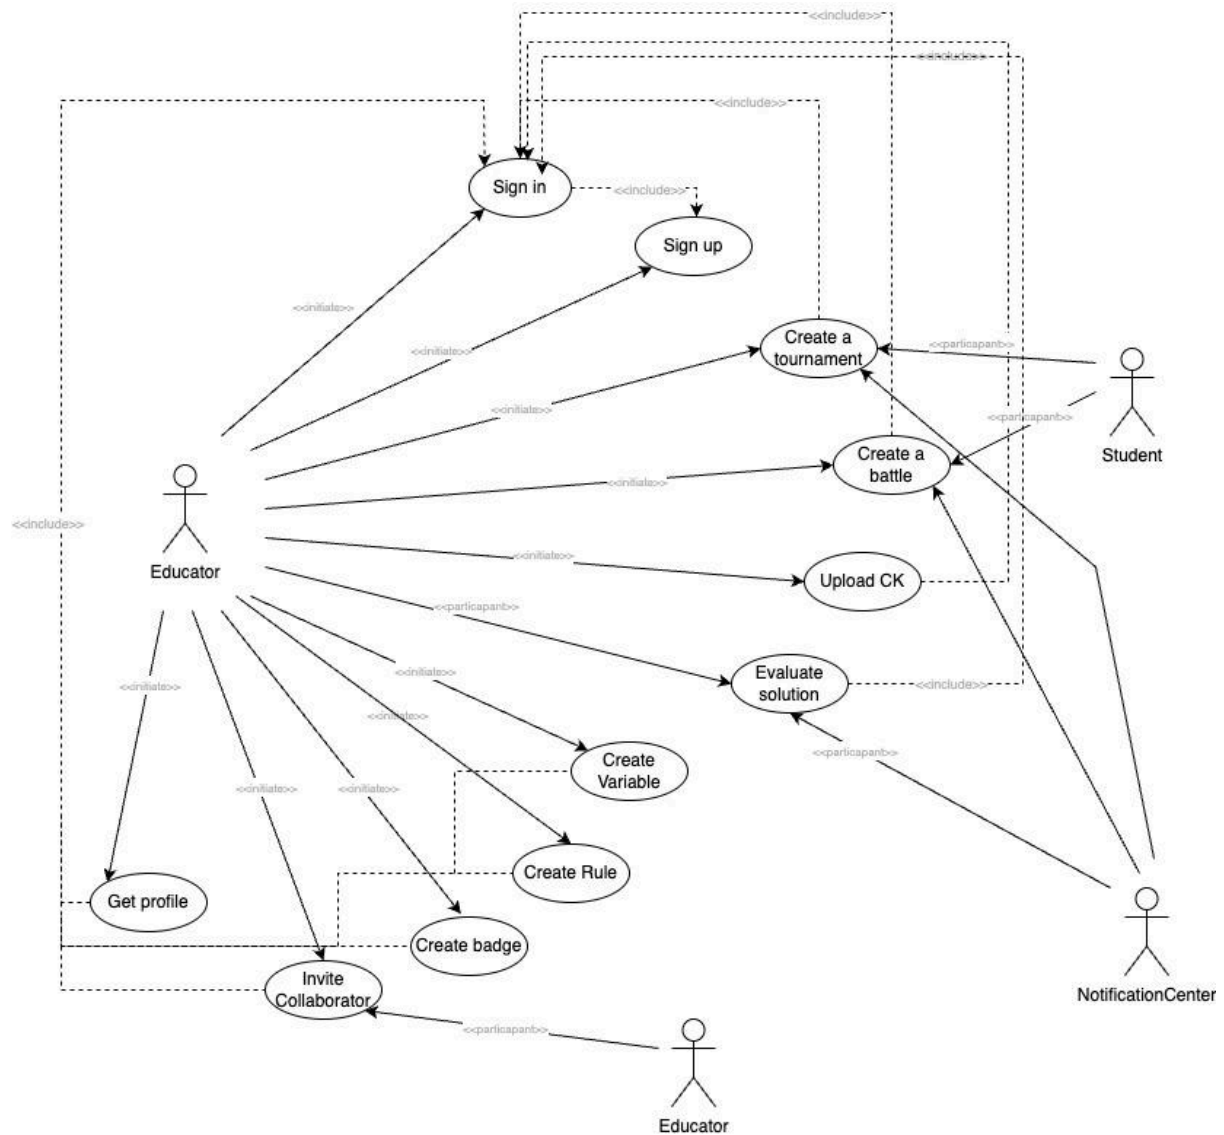 <<include>>
<<include>>
<<include>>
Sign in
<<include>>
Sign up
<<initiate>>
Create a
tournament
<<particapant>>
<<initiate>>
<<initiate>>
<<particapant>>
Student
Create a
battle
<<initiate>>
<<include>>
<<initiate>>
Educator
Upload CK
<<particapant>>
Evaluate
solution
<<include>>
<<initiate>>
<<initiate>>
<<initiate>>
<<particapant>>
Create
Variable
<<initiate>>
<<initiate>>
Create Rule
Get profile
Create badge
Invite
Collaborator
NotificationCenter
<<particapant>>
Educator